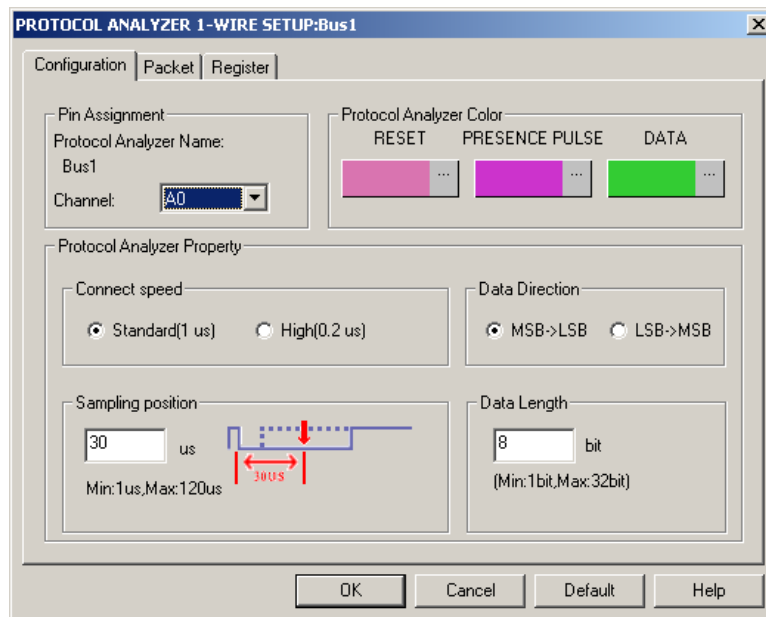 PROTOCOL ANALYZER 1-WIRE SETUP:Bus1
Configuration Packet Register
Pin Assignment
Protocol Analyzer Name:
Bus1
Channel: A0
Protocol Analyzer Color
RESET PRESENCE PULSE DATA
... ... ...
Protocol Analyzer Property
Connect speed
Standard(1 us) High(0.2 us)
Data Direction
MSB->LSB LSB->MSB
Sampling position
30 us
30US
Min:1us,Max:120us
Data Length
8 bit
(Min:1bit,Max:32bit)
OK Cancel Default Help